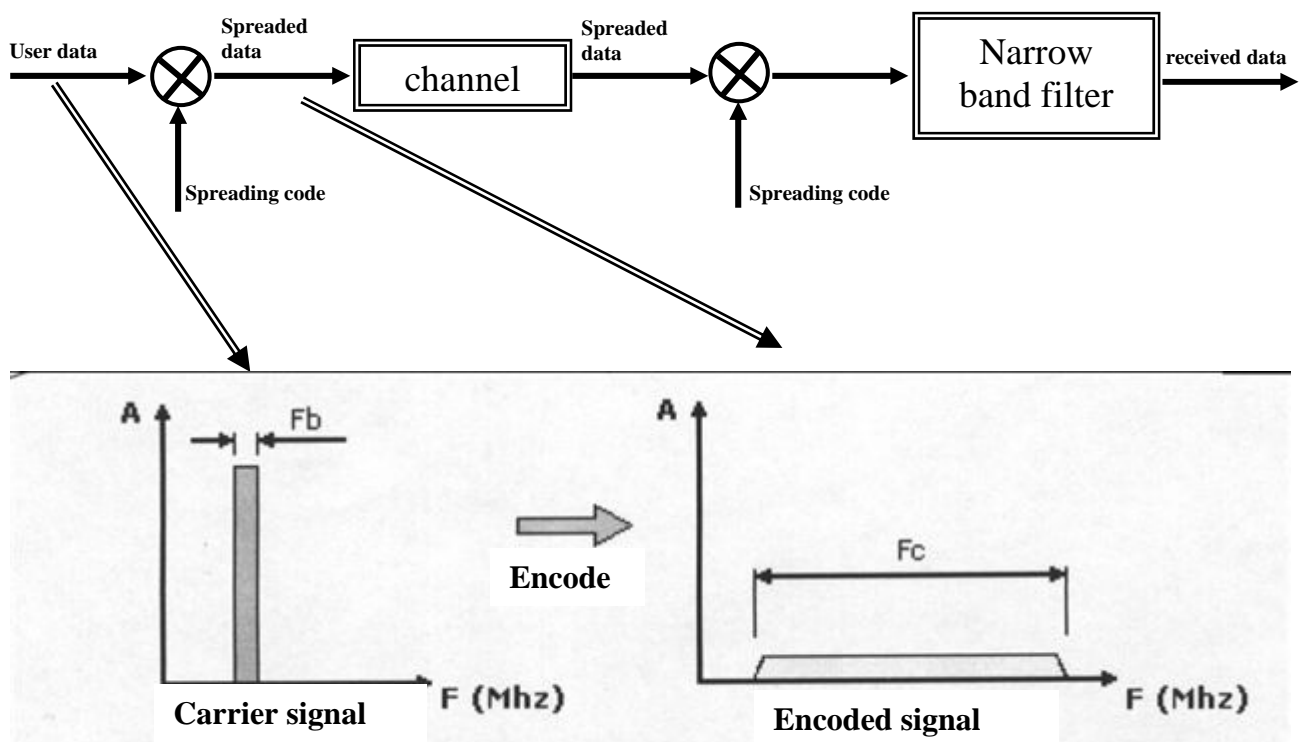 User data
Spreaded
data
channel
Spreaded
data
Narrow
band filter
received data
Spreading code
Spreading code
A
Fb
F (Mhz)
Carrier signal
Encode
A
Fc
F (Mhz)
Encoded signal